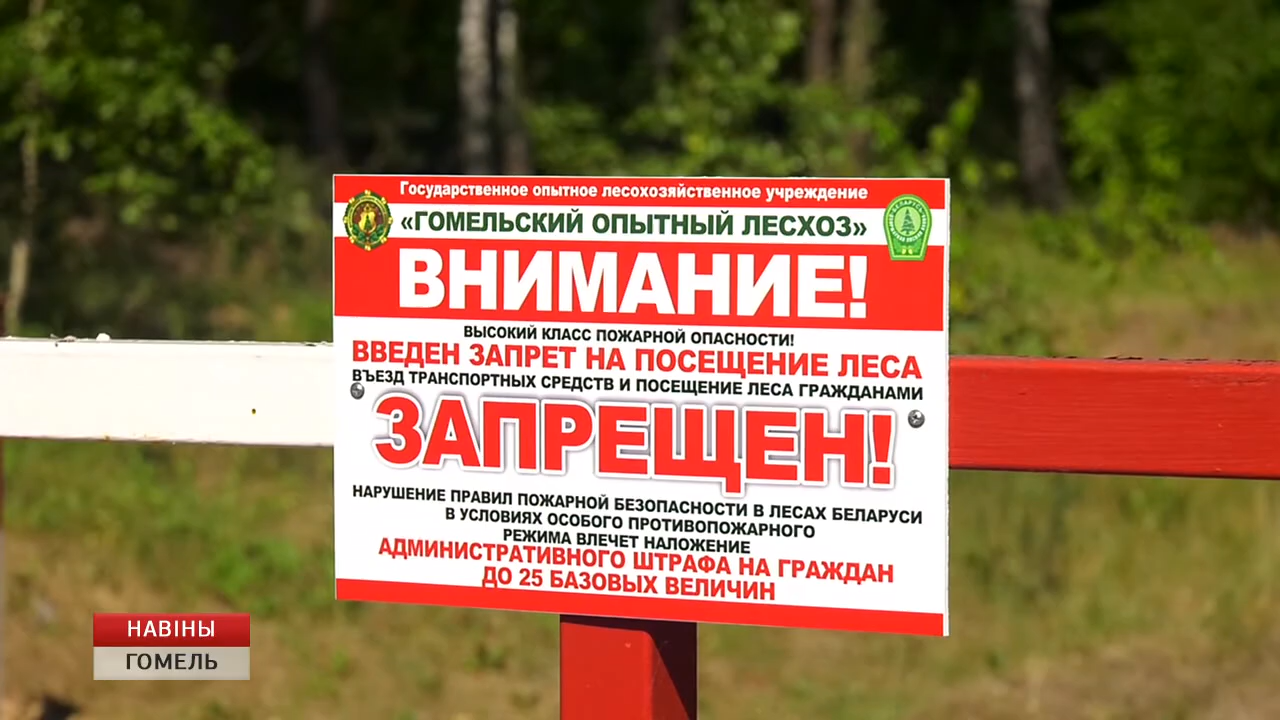 Государственное опытное лесохозяйственное учреждение
«ГОМЕЛЬСКИЙ ОПЫТНЫЙ ЛЕСХОЗ»
ВНИМАНИЕ!
ВЫСОКИЙ КЛАСС ПОЖАРНОЙ ОПАСНОСТИ!
ВВЕДЕН ЗАПРЕТ НА ПОСЕЩЕНИЕ ЛЕСА
ВЪЕЗД ТРАНСПОРТНЫХ СРЕДСТВ И ПОСЕЩЕНИЕ ЛЕСА ГРАЖДАНАМИ
ЗАПРЕЩЕН!
НАРУШЕНИЕ ПРАВИЛ ПОЖАРНОЙ БЕЗОПАСНОСТИ В ЛЕСАХ БЕЛАРУСИ
В УСЛОВИЯХ ОСОБОГО ПРОТИВОПОЖАРНОГО
РЕЖИМА ВЛЕЧЕТ НАЛОЖЕНИЕ
АДМИНИСТРАТИВНОГО ШТРАФА НА ГРАЖДАН
ДО 25 БАЗОВЫХ ВЕЛИЧИН
НАВІНЫ
ГОМЕЛЬ